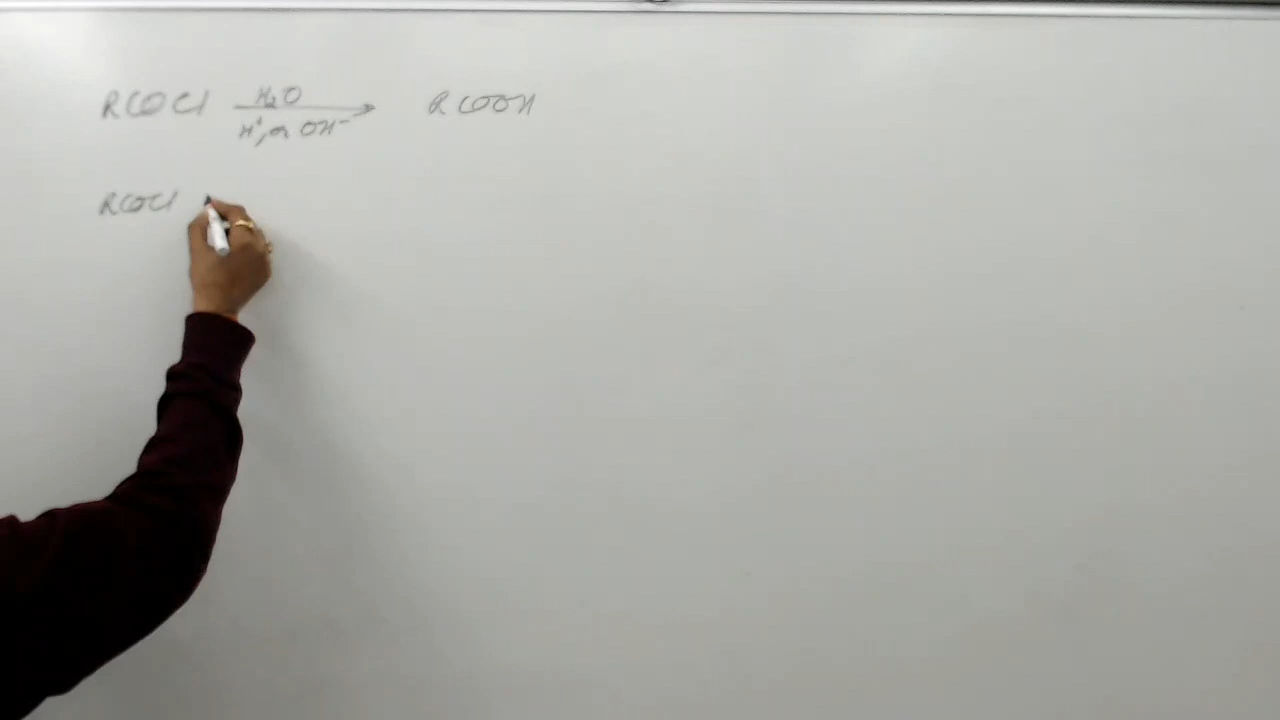 RCOCl H₂O H⁺, or OH⁻ → RCOOH
RCOCl